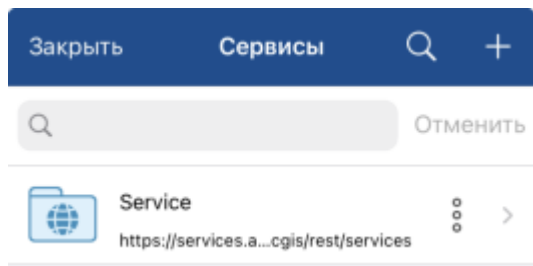 Закрыть Сервисы
Отменить
Service
https://services.a...cgis/rest/services